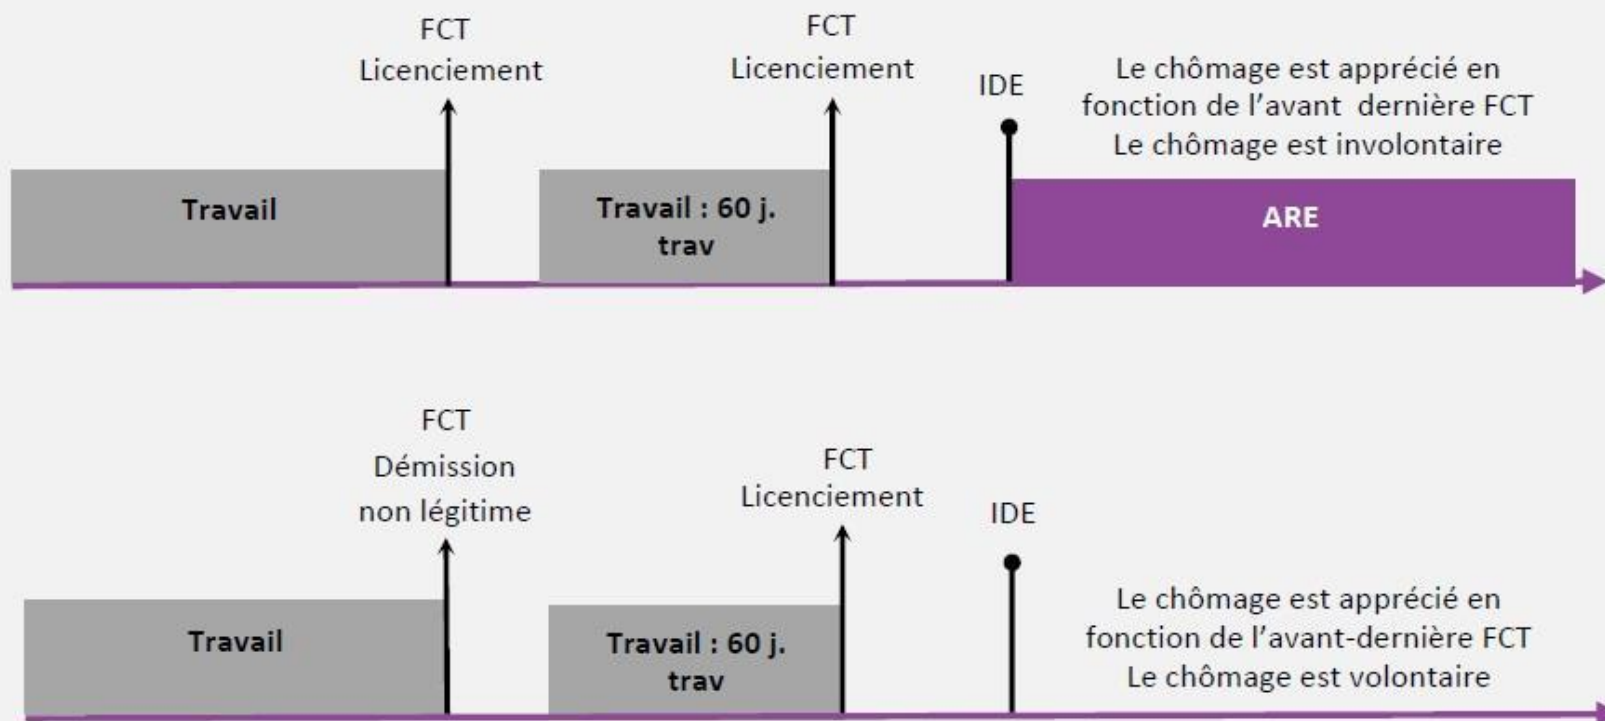 FCT
Licenciement
FCT
Licenciement
IDE
Le chômage est apprécié en
fonction de l’avant dernière FCT
Le chômage est involontaire
Travail
Travail : 60 j.
trav
ARE
FCT
Démission
non légitime
FCT
Licenciement
IDE
Le chômage est apprécié en
fonction de l’avant-dernière FCT
Le chômage est volontaire
Travail
Travail : 60 j.
trav